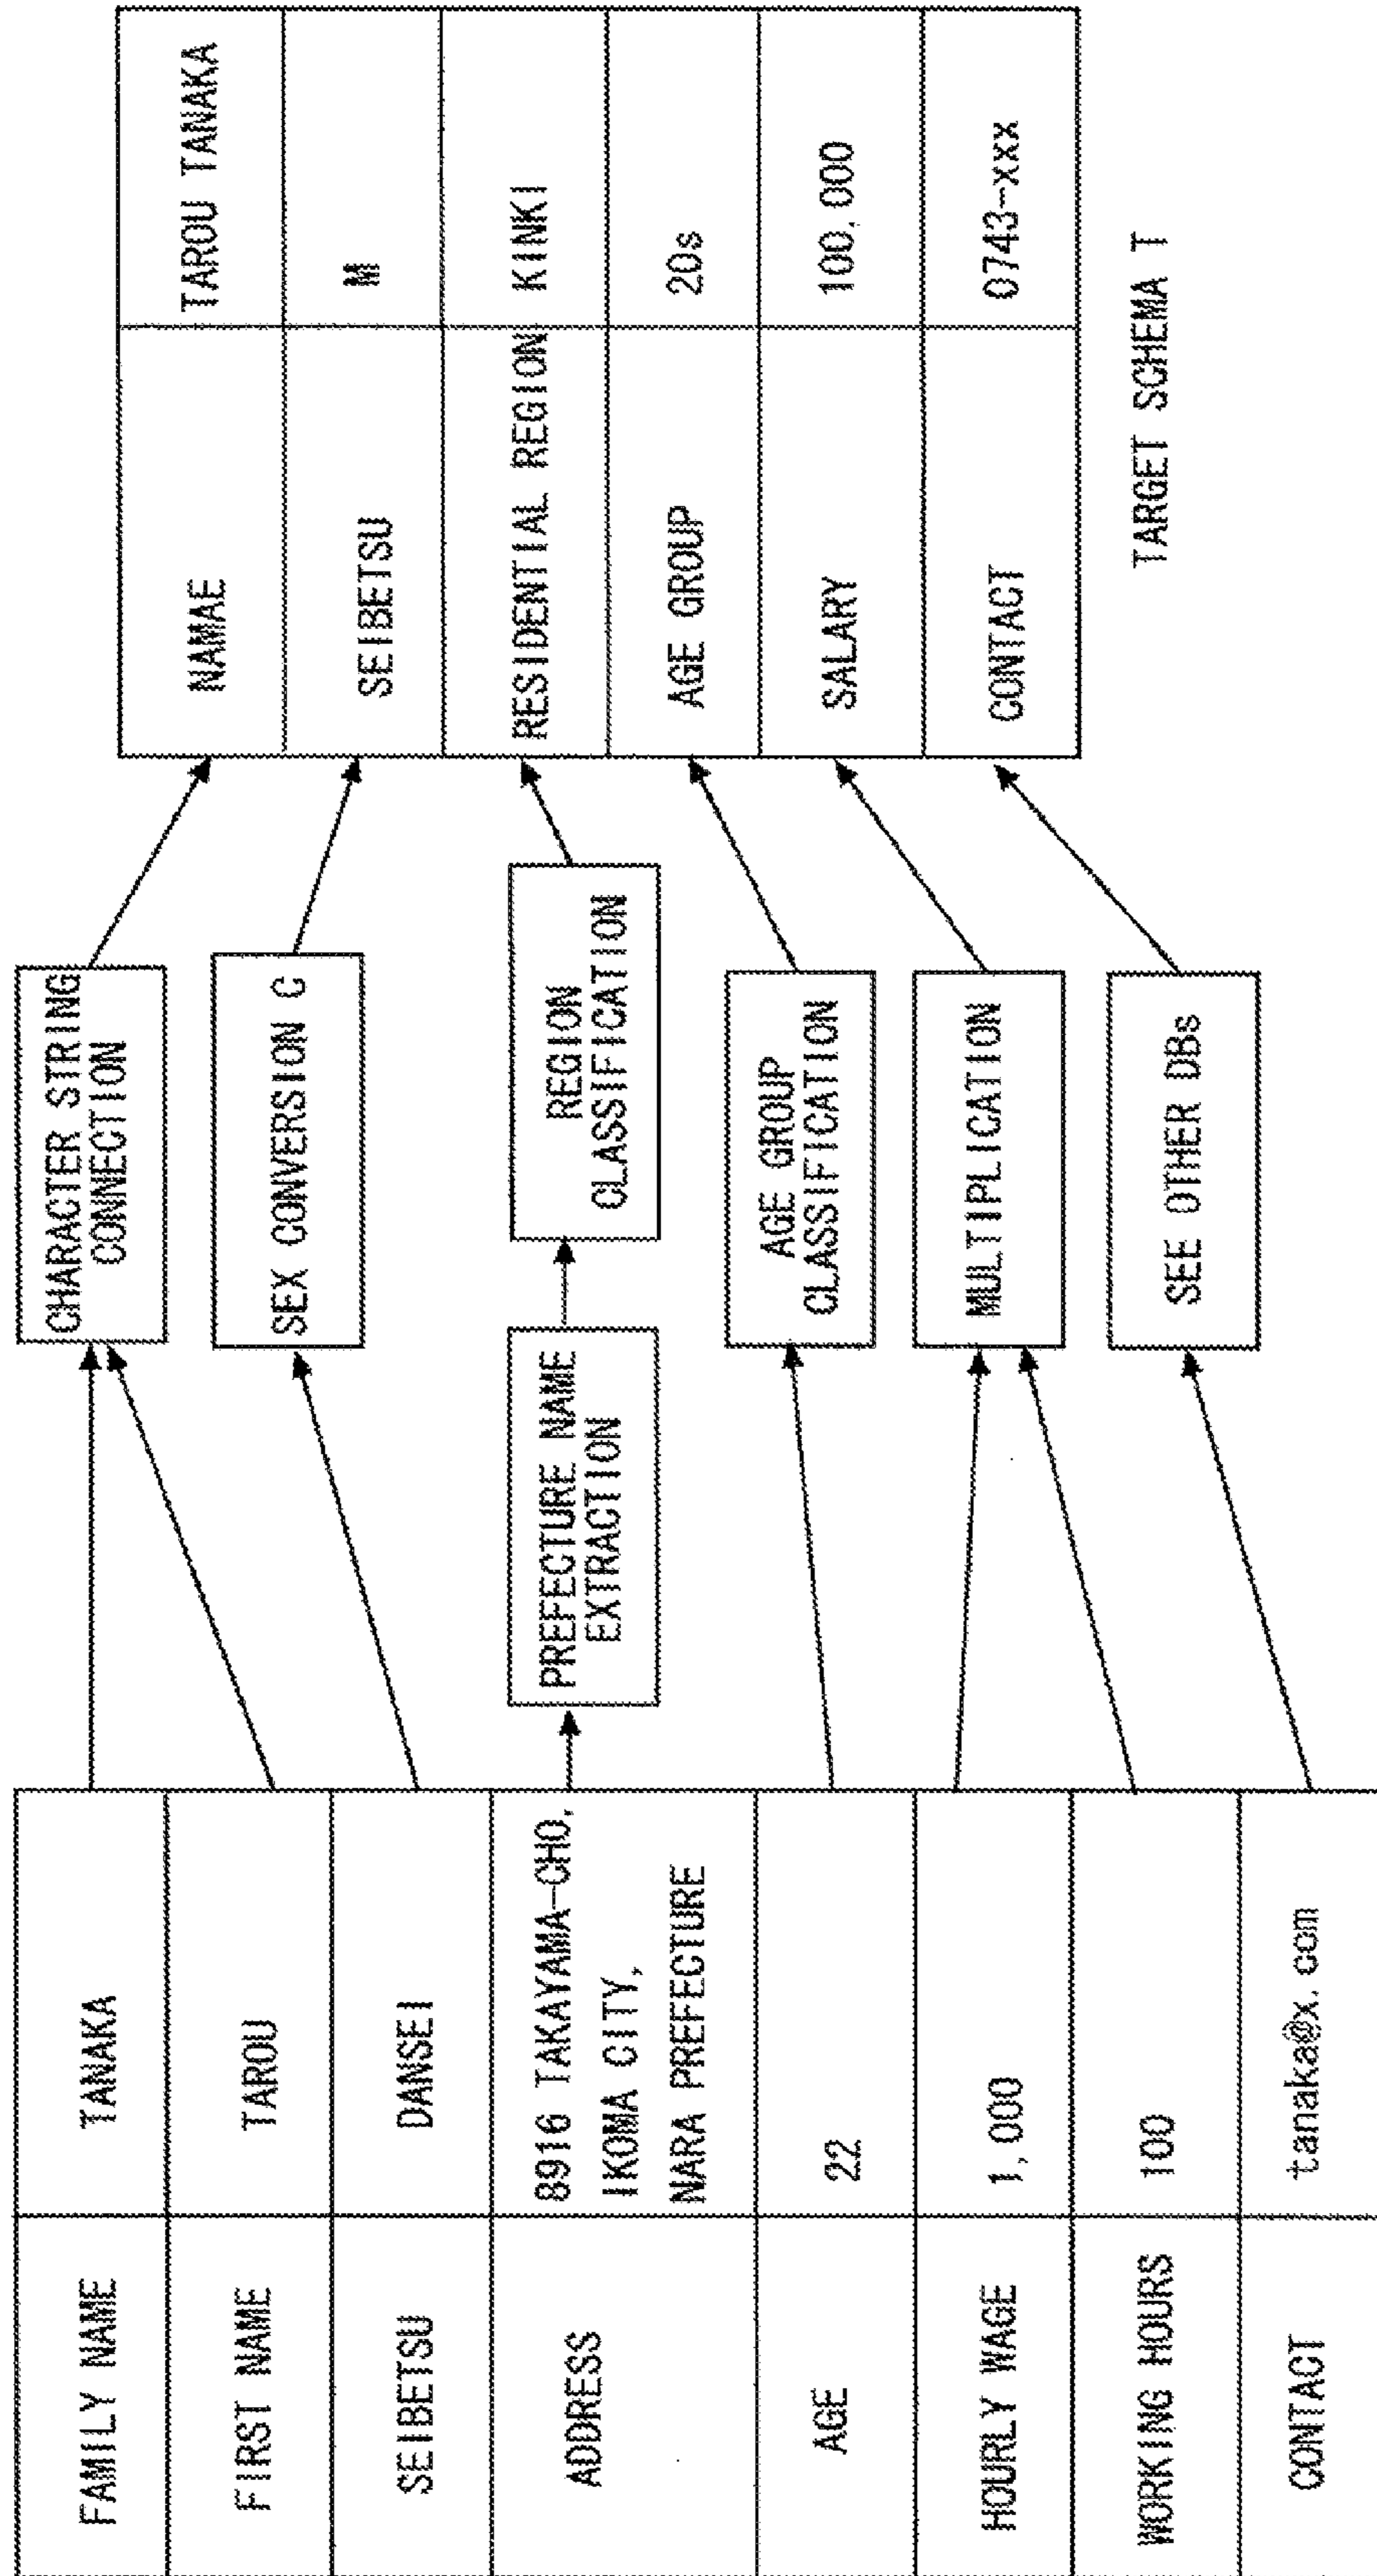 FAMILY NAME
TANAKA
FIRST NAME
TAROU
SEIBETSU
DANSEI
ADDRESS
8916 TAKAYAMA-CHO,
IKOMA CITY,
NARA PREFECTURE
AGE
22
HOURLY WAGE
1,000
WORKING HOURS
100
CONTACT
tanaka@x.com
CHARACTER STRING
CONNECTION
SEX CONVERSION C
PREFECTURE NAME
EXTRACTION
REGION
CLASSIFICATION
AGE GROUP
CLASSIFICATION
MULTIPLICATION
SEE OTHER DBs
NAMAE
TAROU TANAKA
SEIBETSU
M
RESIDENTIAL REGION
KINKI
AGE GROUP
20s
SALARY
100,000
CONTACT
0743-xxx
TARGET SCHEMA T